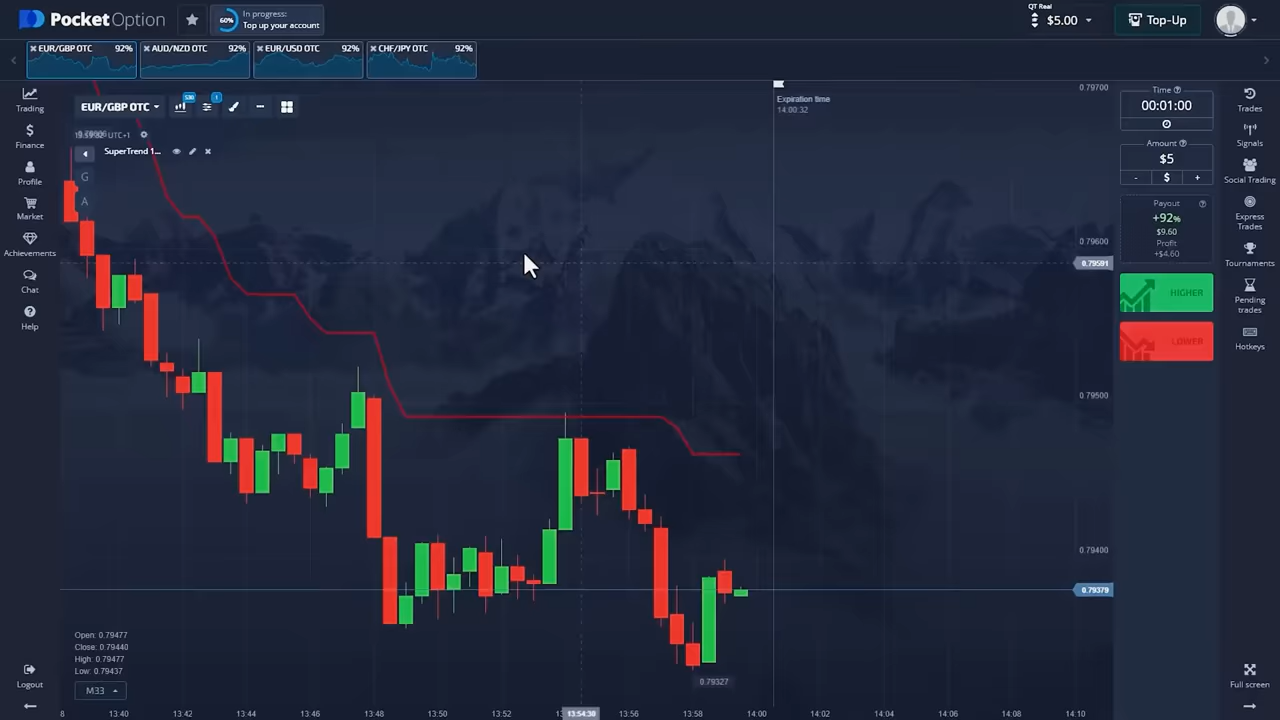 PocketOption
60%
In progress:
Top up your account
QT Real
$5.00
Top-Up
EUR/GBP OTC 92%
AUD/NZD OTC 92%
EUR/USD OTC 92%
CHF/JPY OTC 92%
Trading
Finance
Profile
Market
Achievements
Chat
Help
Logout
EUR/GBP OTC
530
1
UTC+1
SuperTrend 1...
G
A
Expiration time
14:00:32
0.79700
0.79600
0.79591
0.79500
0.79400
0.79379
0.79327
Open: 0.79477
Close: 0.79440
High: 0.79477
Low: 0.79437
M33
8 13:40 13:42 13:44 13:46 13:48 13:50 13:52 13:54:30 13:56 13:58 14:00 14:02 14:04 14:06 14:08 14:10
Time
00:01:00
Amount
$5
- $ +
Payout
+92%
$9.60
Profit
+$4.60
HIGHER
LOWER
Trades
Signals
Social Trading
Express
Trades
Tournaments
Pending
trades
Hotkeys
Full screen